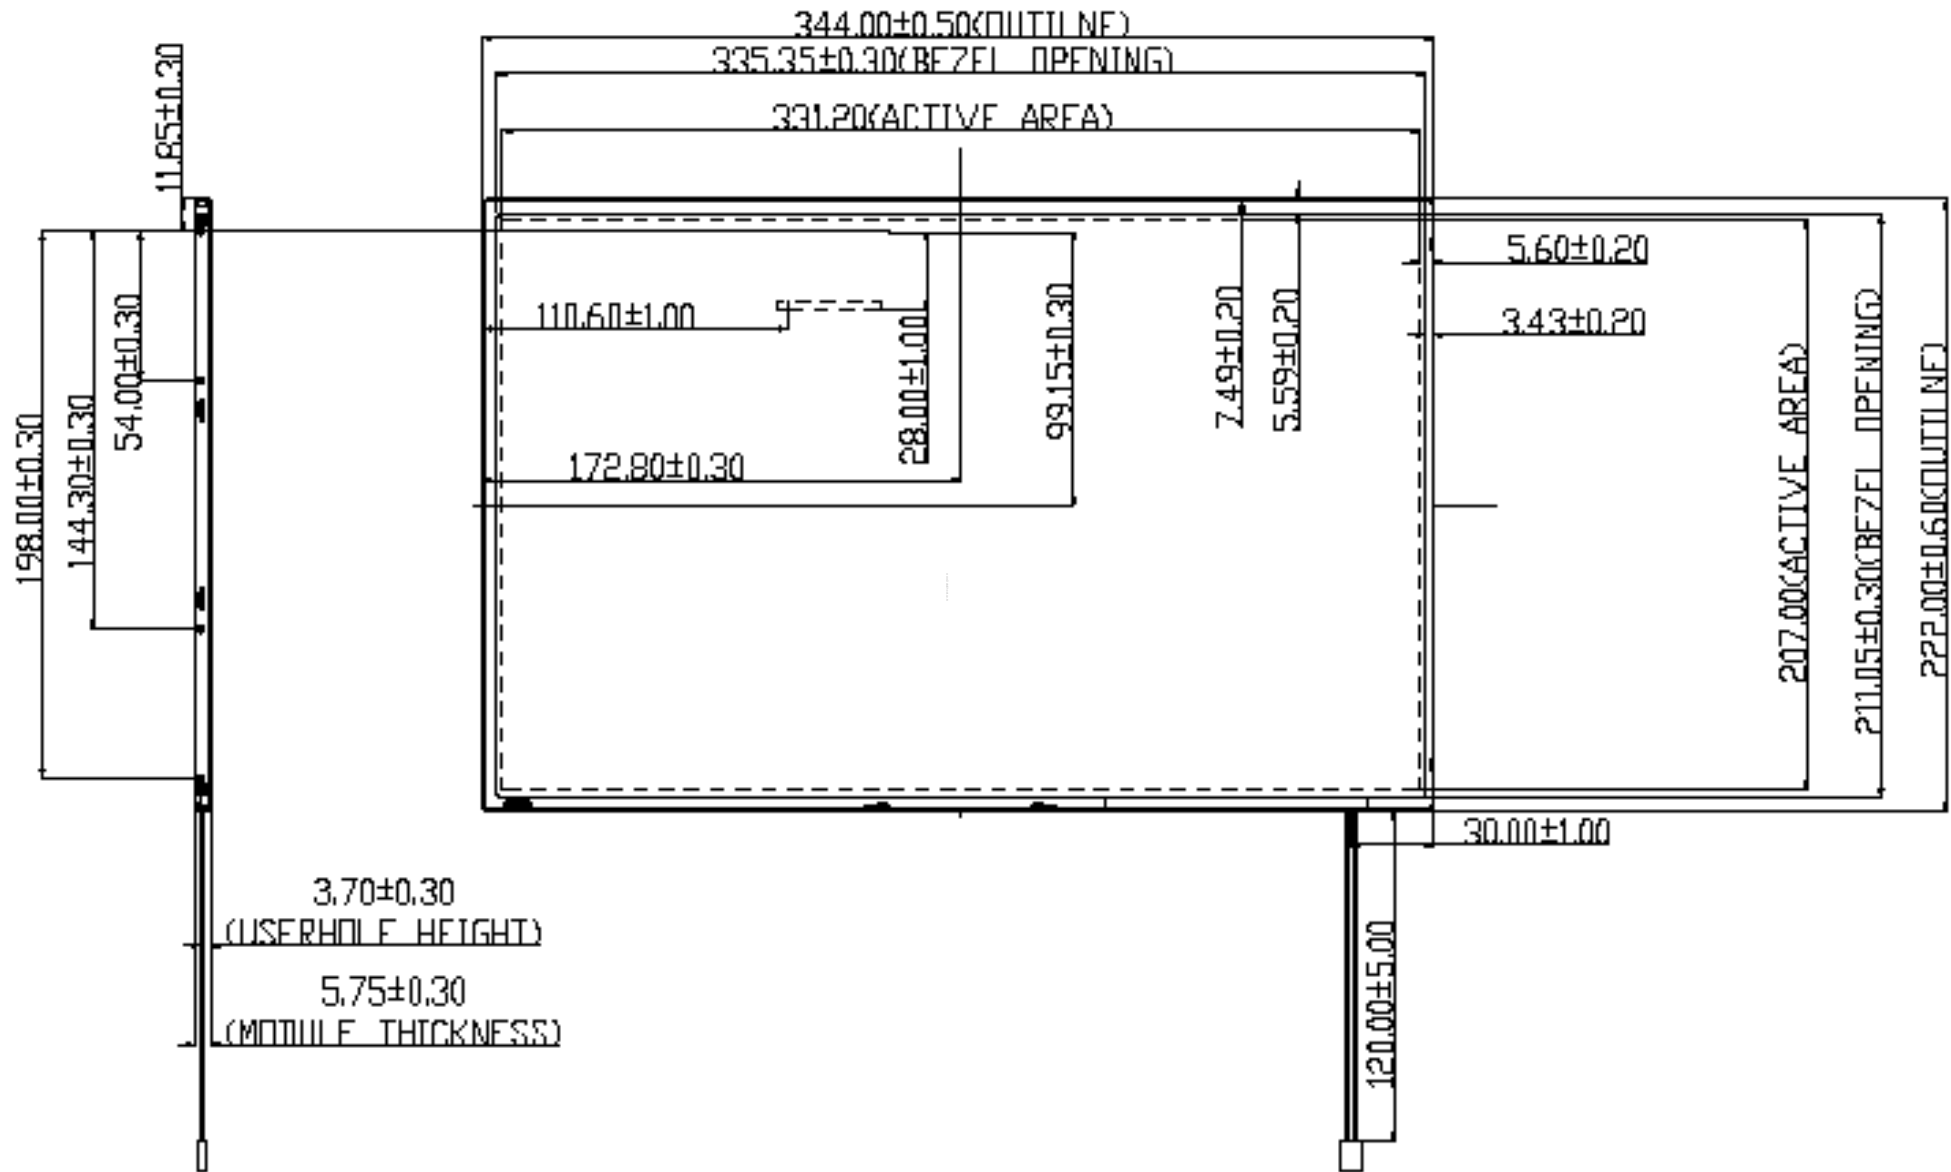 344.00±0.50(OUTILNE)
335.35±0.30(BEZEL OPENING)
331.20(ACTIVE AREA)
11.85±0.30
5.60±0.20
3.43±0.20
110.60±1.00
172.80±0.30
28.00±1.00
99.15±0.30
7.49±0.20
5.59±0.20
54.00±0.30
144.30±0.30
198.00±0.30
207.00(ACTIVE AREA)
211.05±0.30(BEZEL OPENING)
222.00±0.60(OUTILNE)
30.00±1.00
3.70±0.30
(USERHOLE HEIGHT)
5.75±0.30
(MODULE THICKNESS)
120.00±5.00